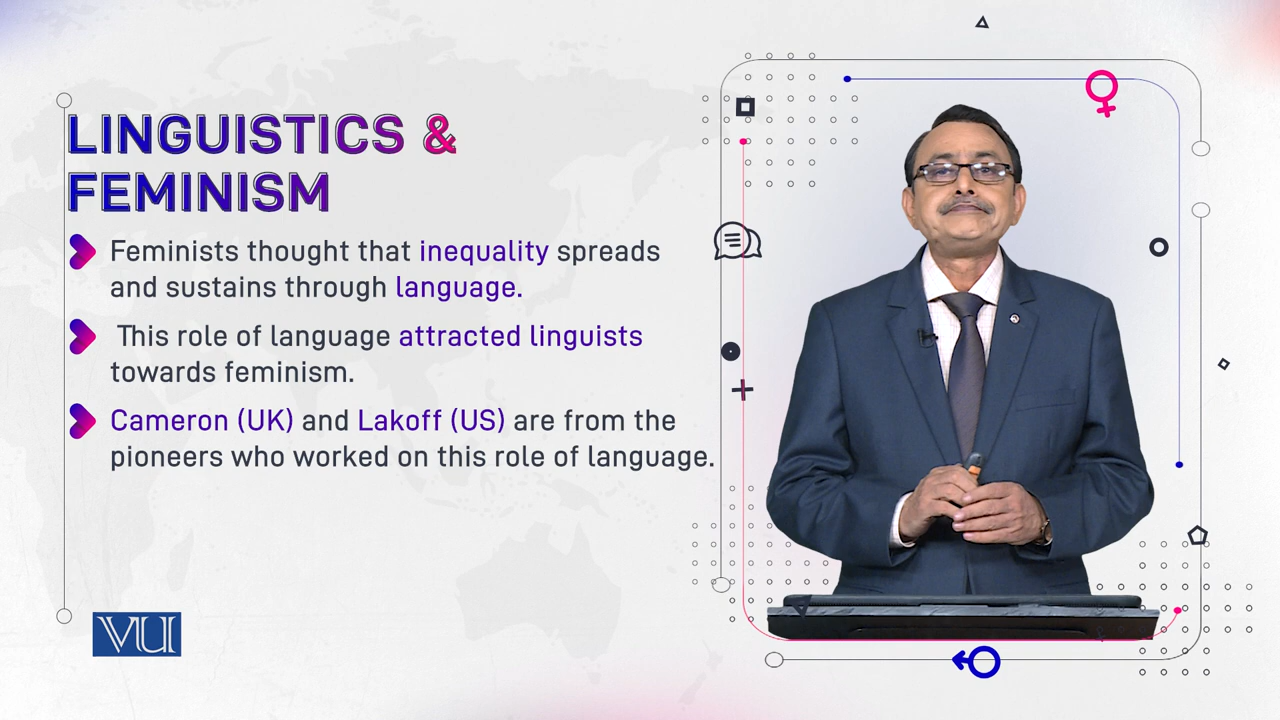 LINGUISTICS &
FEMINISM
Feminists thought that inequality spreads
and sustains through language.
This role of language attracted linguists
towards feminism.
Cameron (UK) and Lakoff (US) are from the
pioneers who worked on this role of language.
VU